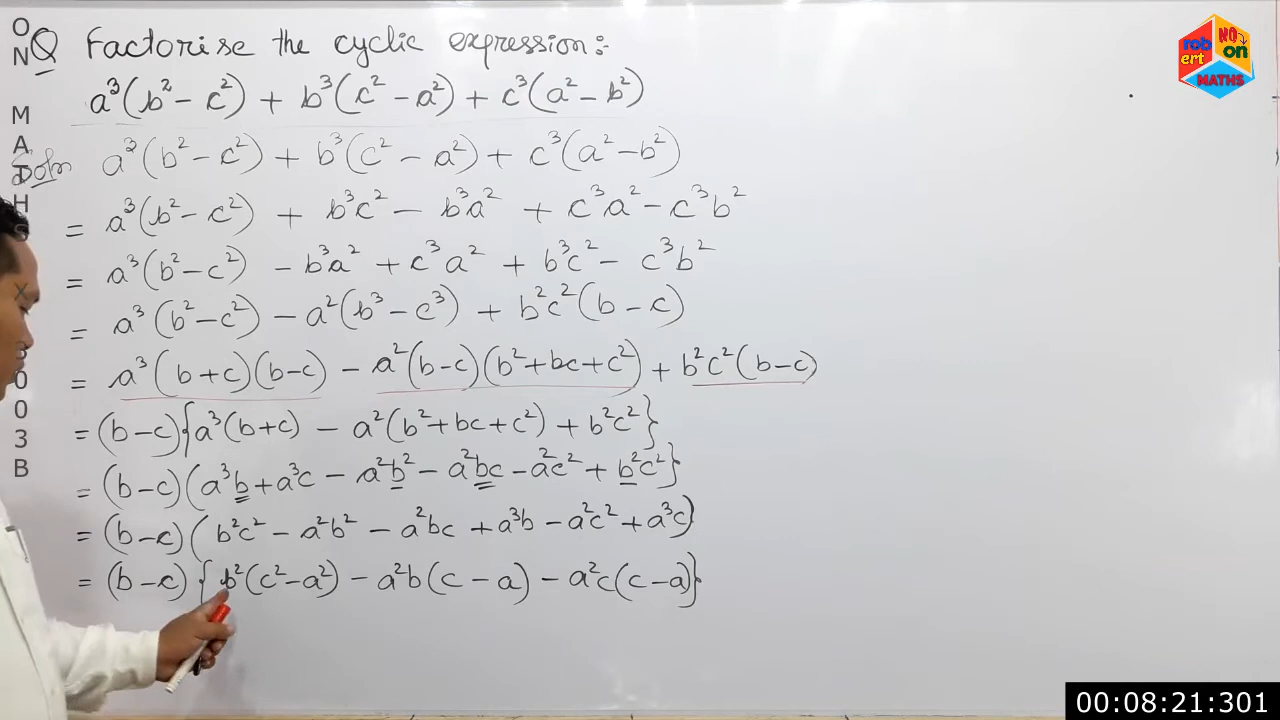 Q Factorise the cyclic expression:-
a³(b² - c²) + b³(c² - a²) + c³(a² - b²)
Soln a³(b² - c²) + b³(c² - a²) + c³(a² - b²)
= a³(b² - c²) + b³c² - b³a² + c³a² - c³b²
= a³(b² - c²) - b³a² + c³a² + b³c² - c³b²
= a³(b² - c²) - a²(b³ - c³) + b²c²(b - c)
= a³(b+c)(b-c) - a²(b-c)(b²+bc+c²) + b²c²(b-c)
= (b-c){a³(b+c) - a²(b²+bc+c²) + b²c²}
= (b-c)(a³b + a³c - a²b² - a²bc - a²c² + b²c²}
= (b-c)(b²c² - a²b² - a²bc + a³b - a²c² + a³c)
= (b-c){b²(c²-a²) - a²b(c-a) - a²c(c-a)}
rob
ert
NO
on
MATHS
00:08:21:301